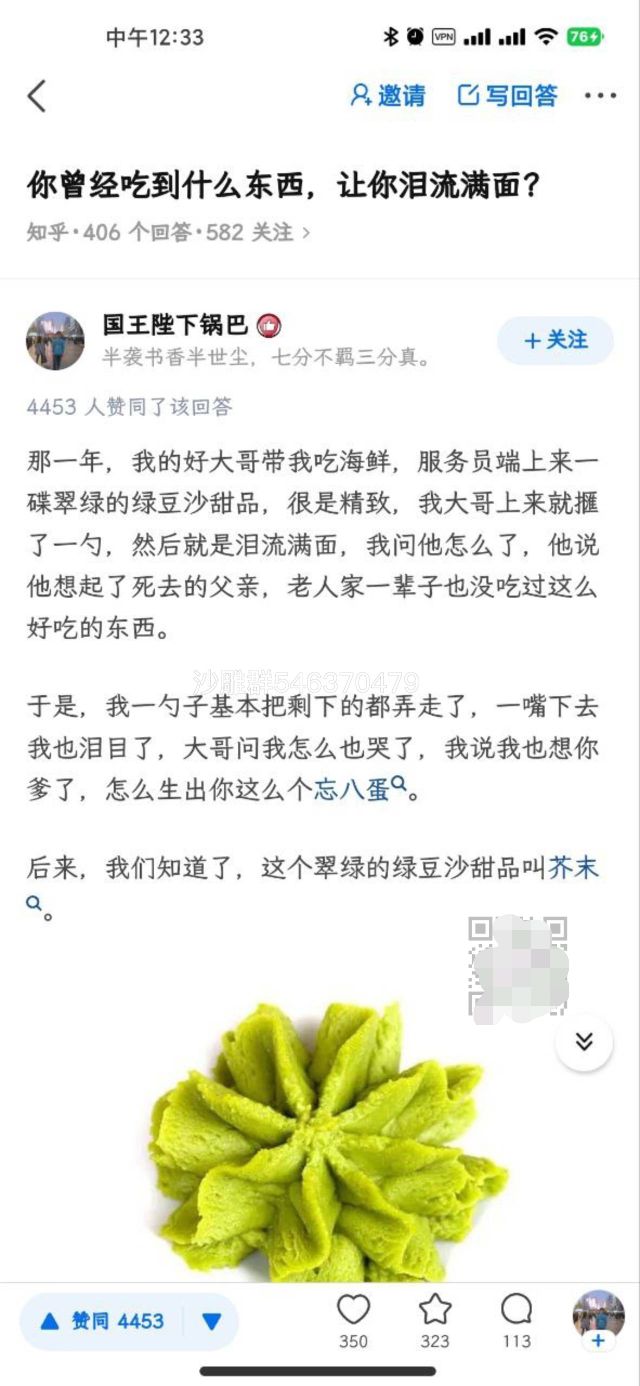 中午12:33
VPN
76
邀请 写回答
你曾经吃到什么东西，让你泪流满面？
知乎·406 个回答·582 关注
国王陛下锅巴
+关注
半袭书香半世尘，七分不羁三分真。
4453 人赞同了该回答
那一年，我的好大哥带我吃海鲜，服务员端上来一
碟翠绿的绿豆沙甜品，很是精致，我大哥上来就擓
了一勺，然后就是泪流满面，我问他怎么了，他说
他想起了死去的父亲，老人家一辈子也没吃过这么
好吃的东西。
沙雕群546370479
于是，我一勺子基本把剩下的都弄走了，一嘴下去
我也泪目了，大哥问我怎么也哭了，我说我也想你
爹了，怎么生出你这么个忘八蛋。
后来，我们知道了，这个翠绿的绿豆沙甜品叫芥末
。
赞同 4453
350
323
113